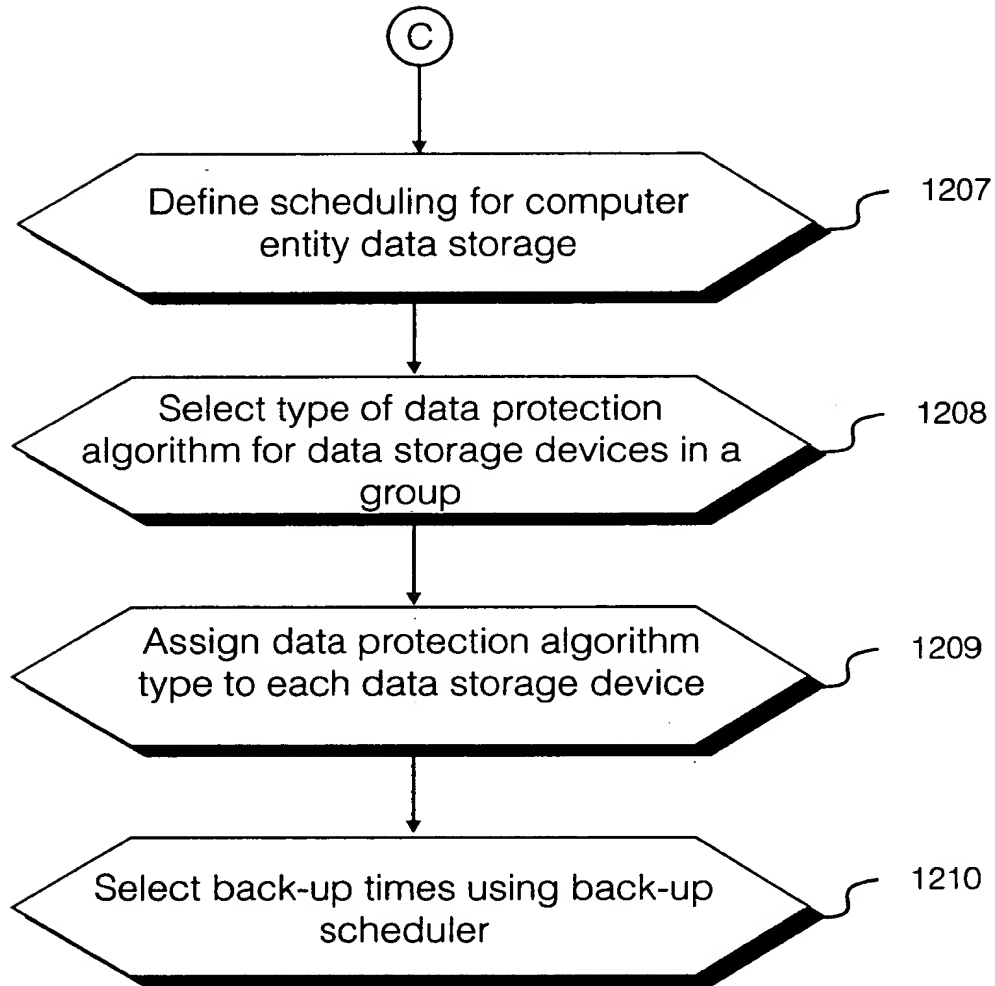 C
Define scheduling for computer
entity data storage
1207
Select type of data protection
algorithm for data storage devices in a
group
1208
Assign data protection algorithm
type to each data storage device
1209
Select back-up times using back-up
scheduler
1210